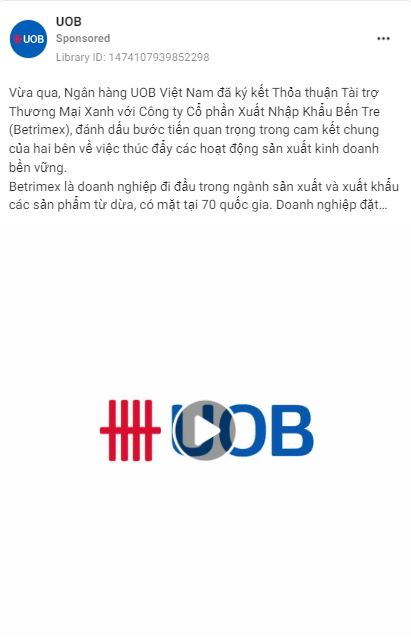 UOB
UOB
Sponsored
Library ID: 1474107939852298
Vừa qua, Ngân hàng UOB Việt Nam đã ký kết Thỏa thuận Tài trợ
Thương Mại Xanh với Công ty Cổ phần Xuất Nhập Khẩu Bến Tre
(Betrimex), đánh dấu bước tiến quan trọng trong cam kết chung
của hai bên về việc thúc đẩy các hoạt động sản xuất kinh doanh
bền vững.
Betrimex là doanh nghiệp đi đầu trong ngành sản xuất và xuất khẩu
các sản phẩm từ dừa, có mặt tại 70 quốc gia. Doanh nghiệp đặt...
UOB